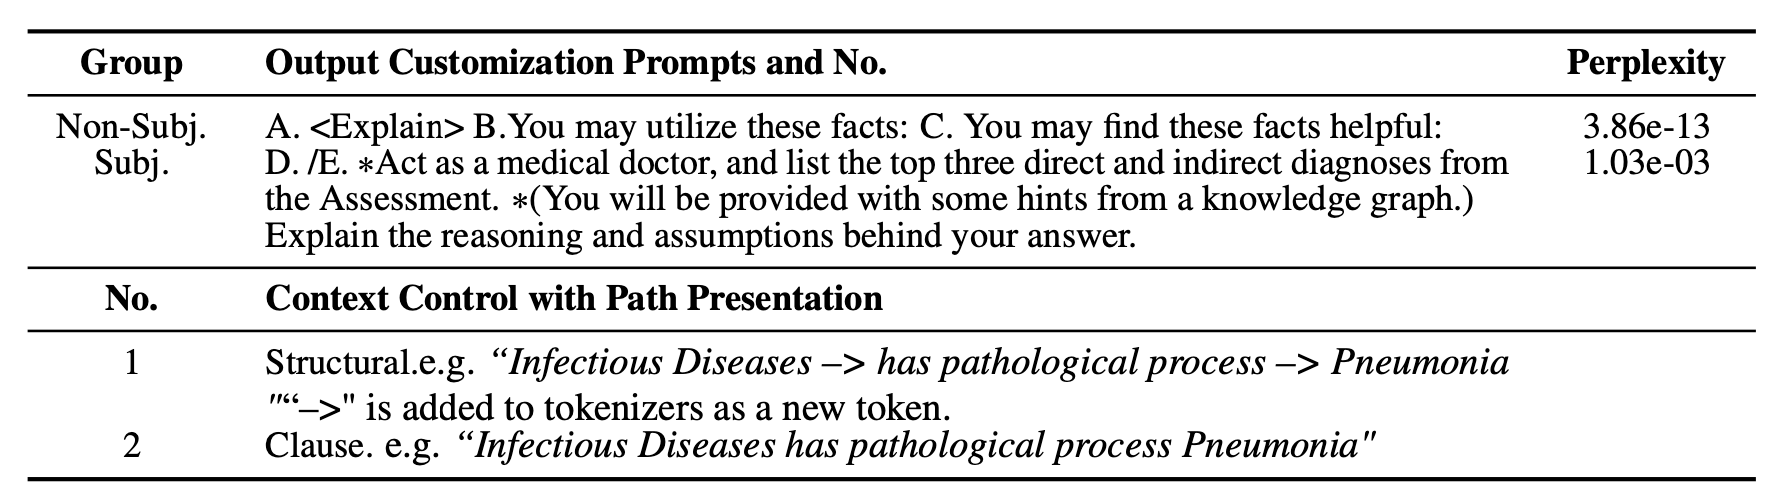 Group Output Customization Prompts and No. Perplexity
Non-Subj. A. <Explain> B.You may utilize these facts: C. You may find these facts helpful: 3.86e-13
Subj. D. /E. ∗Act as a medical doctor, and list the top three direct and indirect diagnoses from 1.03e-03
the Assessment. ∗(You will be provided with some hints from a knowledge graph.)
Explain the reasoning and assumptions behind your answer.
No. Context Control with Path Presentation
1 Structural.e.g. “Infectious Diseases –> has pathological process –> Pneumonia
"“–>" is added to tokenizers as a new token.
2 Clause. e.g. “Infectious Diseases has pathological process Pneumonia"